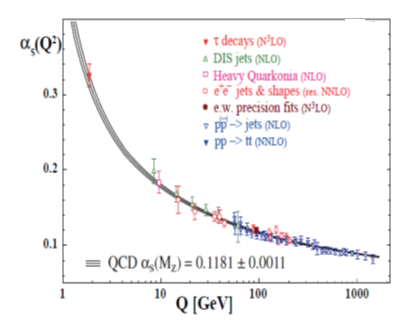 αs(Q²)
τ decays (N³LO)
DIS jets (NLO)
Heavy Quarkonia (NLO)
e⁺e⁻ jets & shapes (res. NNLO)
e.w. precision fits (N³LO)
pp̄ –> jets (NLO)
pp –> tt (NNLO)
0.3
0.2
0.1
≡ QCD αs(Mz) = 0.1181 ± 0.0011
1 10 100 1000
Q [GeV]